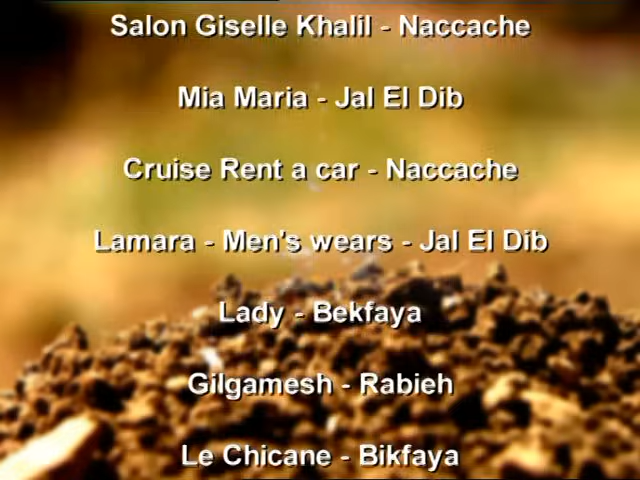 Salon Giselle Khalil - Naccache
Mia Maria - Jal El Dib
Cruise Rent a car - Naccache
Lamara - Men's wears - Jal El Dib
Lady - Bekfaya
Gilgamesh - Rabieh
Le Chicane - Bikfaya